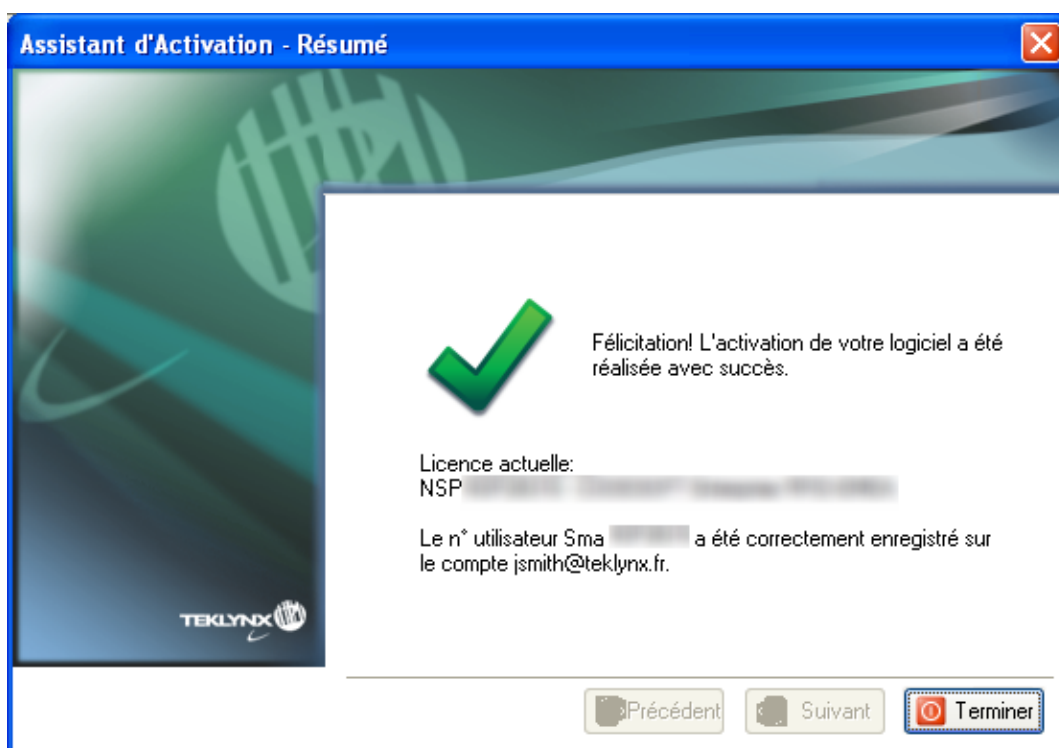 Assistant d'Activation - Résumé
Félicitation! L'activation de votre logiciel a été
réalisée avec succès.
Licence actuelle:
NSP
Le n° utilisateur Sma a été correctement enregistré sur
le compte jsmith@teklynx.fr.
TEKLYNX
Précédent Suivant Terminer